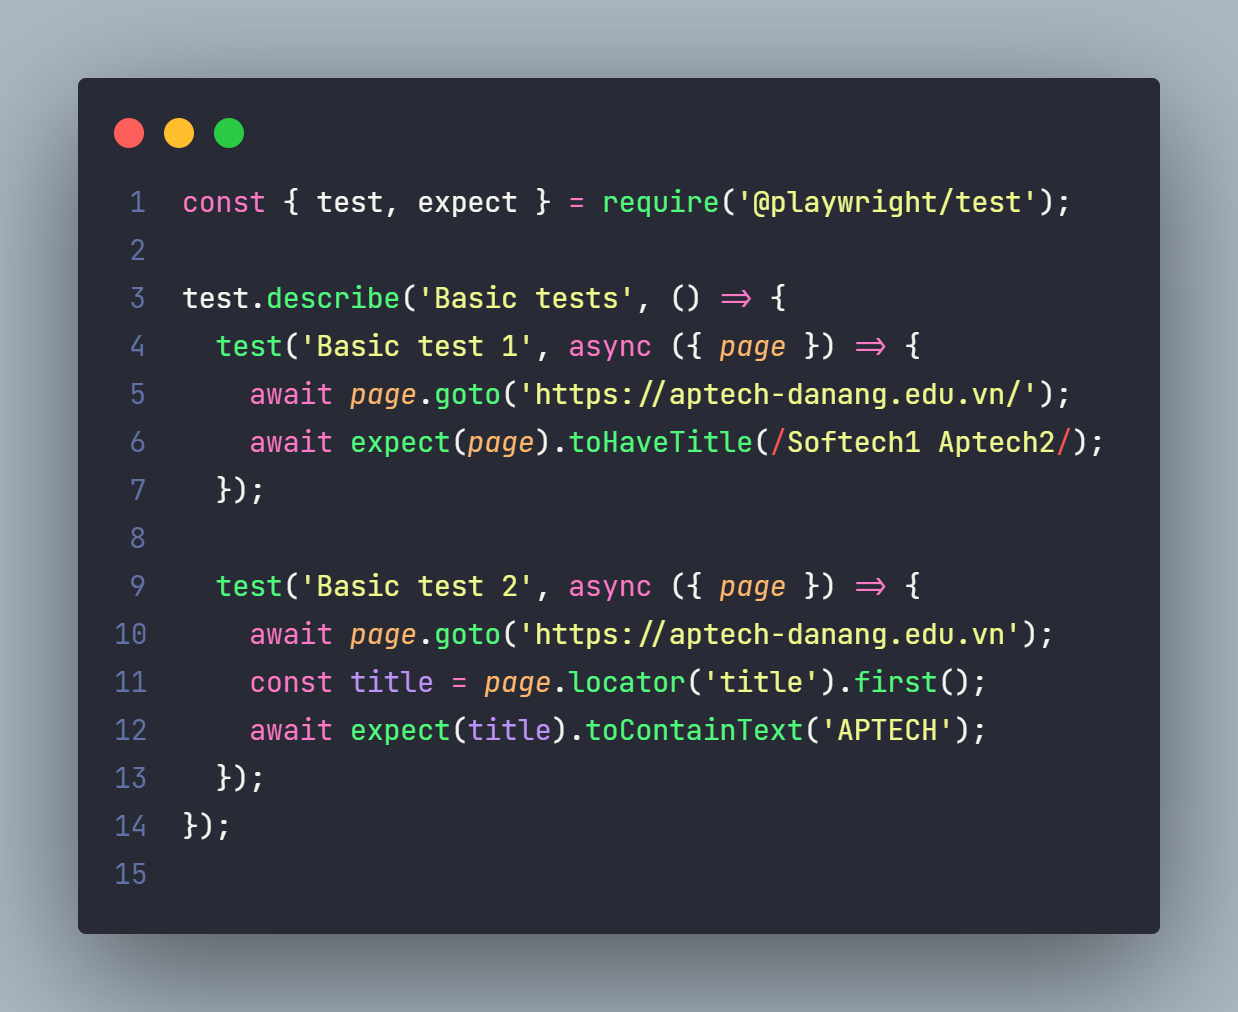 1 const { test, expect } = require('@playwright/test');
2
3 test.describe('Basic tests', () => {
4 test('Basic test 1', async ({ page }) => {
5 await page.goto('https://aptech-danang.edu.vn/');
6 await expect(page).toHaveTitle(/Softech1 Aptech2/);
7 });
8
9 test('Basic test 2', async ({ page }) => {
10 await page.goto('https://aptech-danang.edu.vn');
11 const title = page.locator('title').first();
12 await expect(title).toContainText('APTECH');
13 });
14 });
15